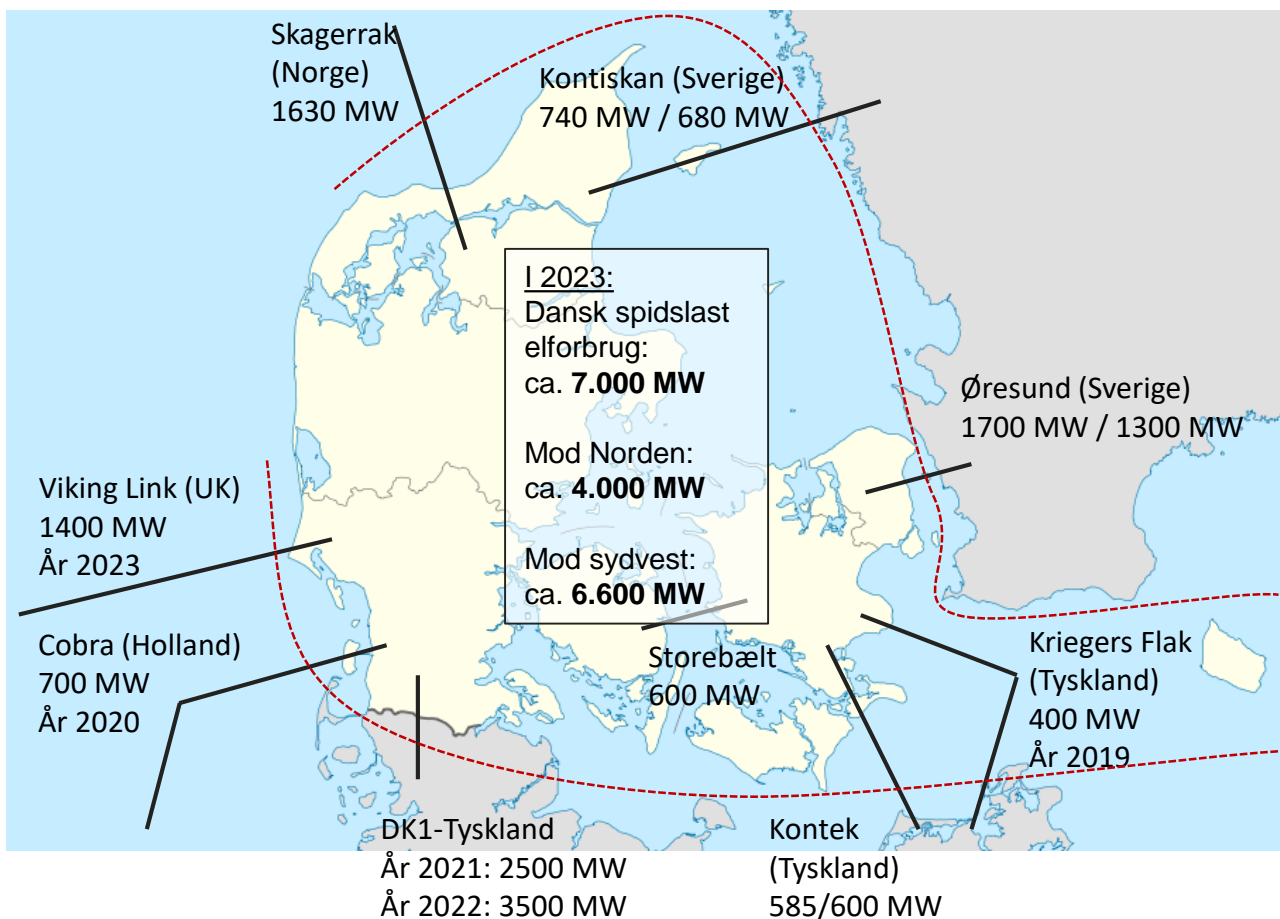 Skagerrak
(Norge)
1630 MW
Kontiskan (Sverige)
740 MW / 680 MW
I 2023:
Dansk spidslast
elforbrug:
ca. 7.000 MW
Mod Norden:
ca. 4.000 MW
Mod sydvest:
ca. 6.600 MW
Øresund (Sverige)
1700 MW / 1300 MW
Viking Link (UK)
1400 MW
År 2023
Cobra (Holland)
700 MW
År 2020
Storebælt
600 MW
Kriegers Flak
(Tyskland)
400 MW
År 2019
DK1-Tyskland
År 2021: 2500 MW
År 2022: 3500 MW
Kontek
(Tyskland)
585/600 MW